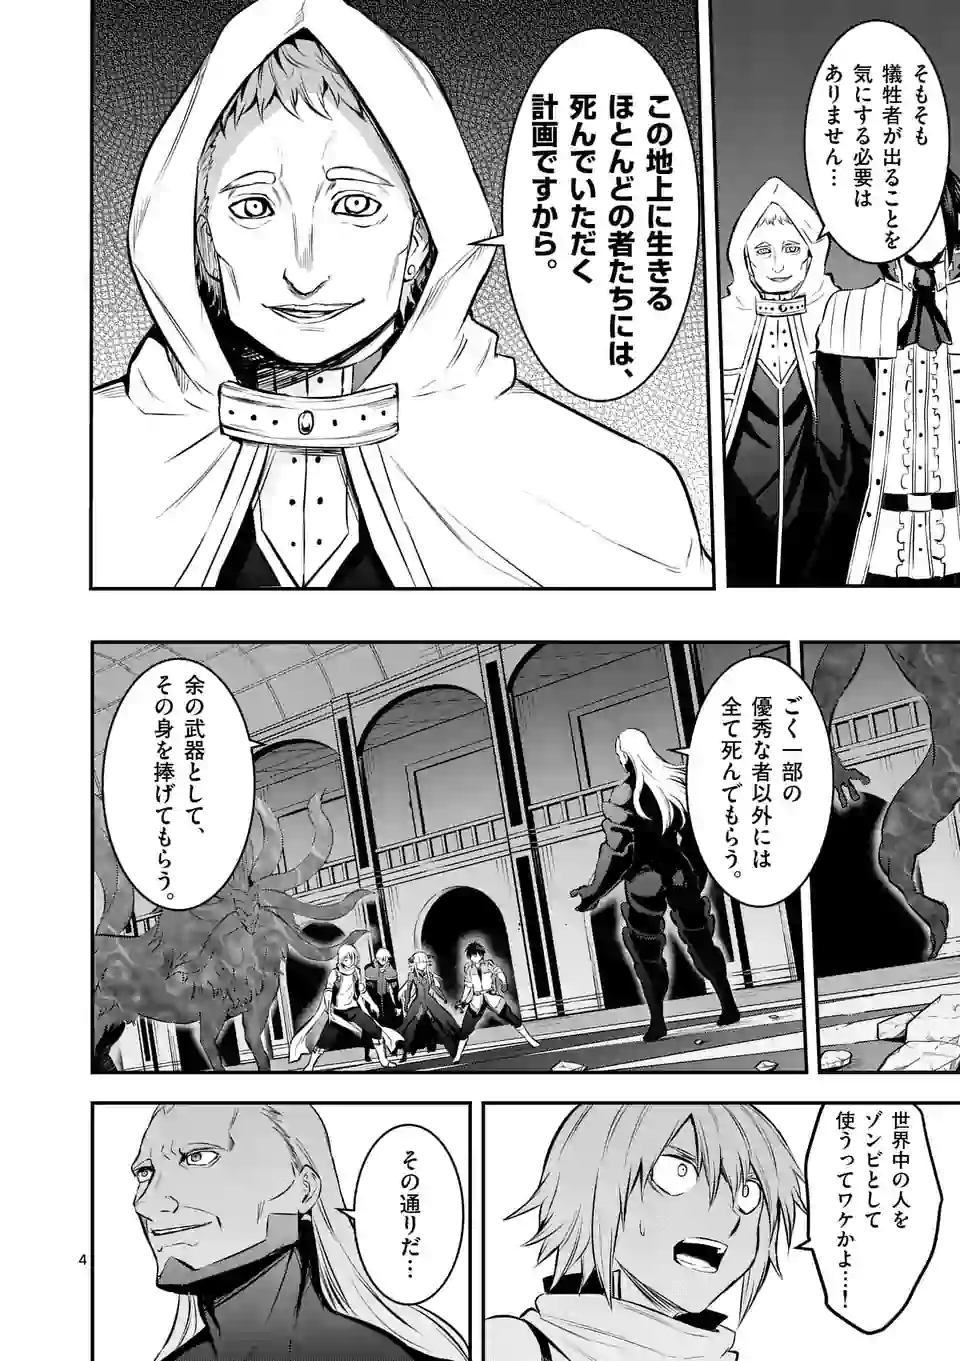 そもそも
犠牲者が出ることを
気にする必要は
ありません…
この地上に生きる
ほとんどの者たちには、
死んでいただく
計画ですから。
ごく一部の
優秀な者以外には
全て死んでもらう。
余の武器として、
その身を捧げてもらう。
世界中の人を
ゾンビとして
使うってワケかよ…!
その通りだ…
4